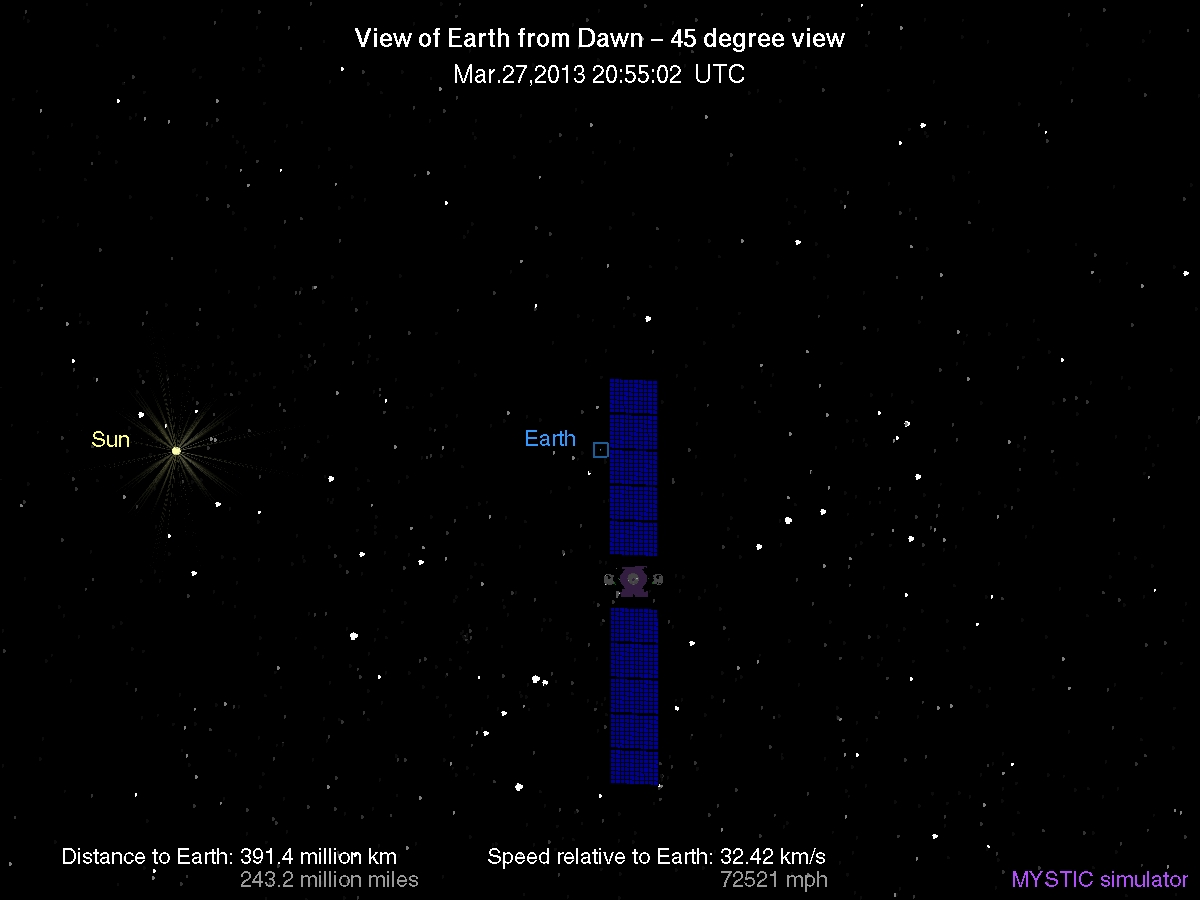 View of Earth from Dawn – 45 degree view
Mar.27,2013 20:55:02 UTC
Sun
Earth
Distance to Earth: 391.4 million km
243.2 million miles
Speed relative to Earth: 32.42 km/s
72521 mph
MYSTIC simulator